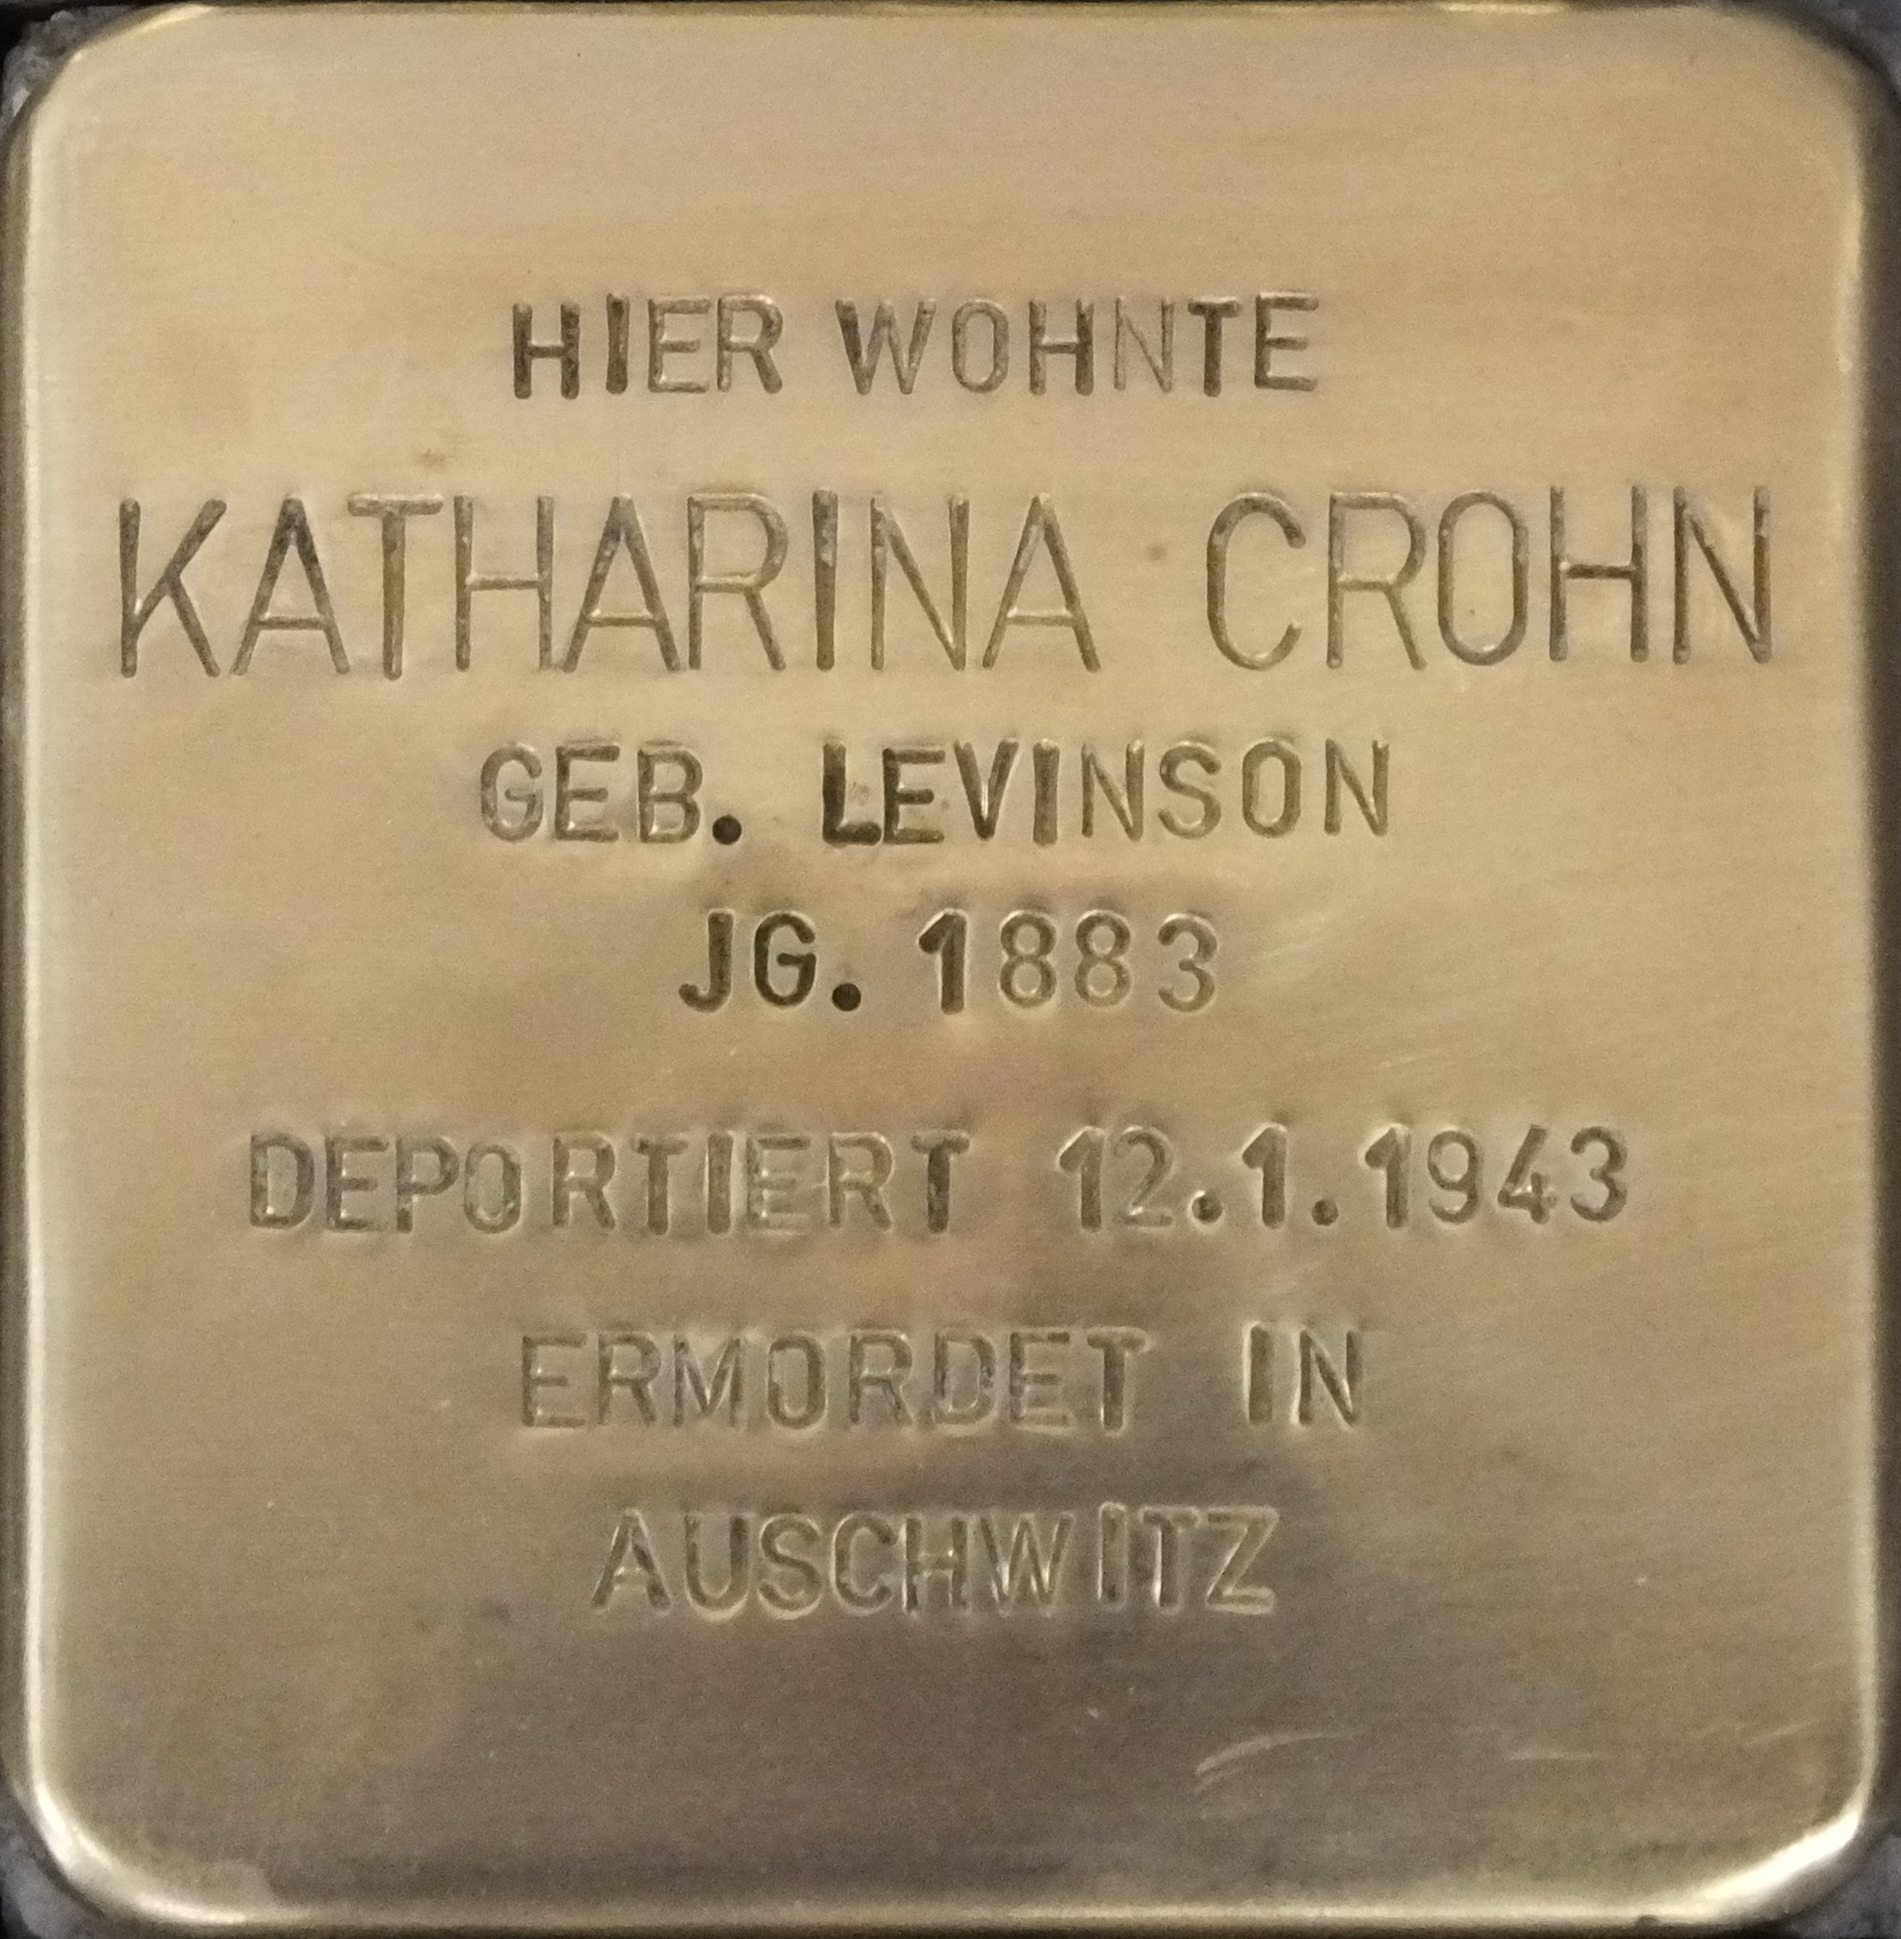 HIER WOHNTE
KATHARINA CROHN
GEB. LEVINSON
JG. 1883
DEPORTIERT 12.1.1943
ERMORDET IN
AUSCHWITZ